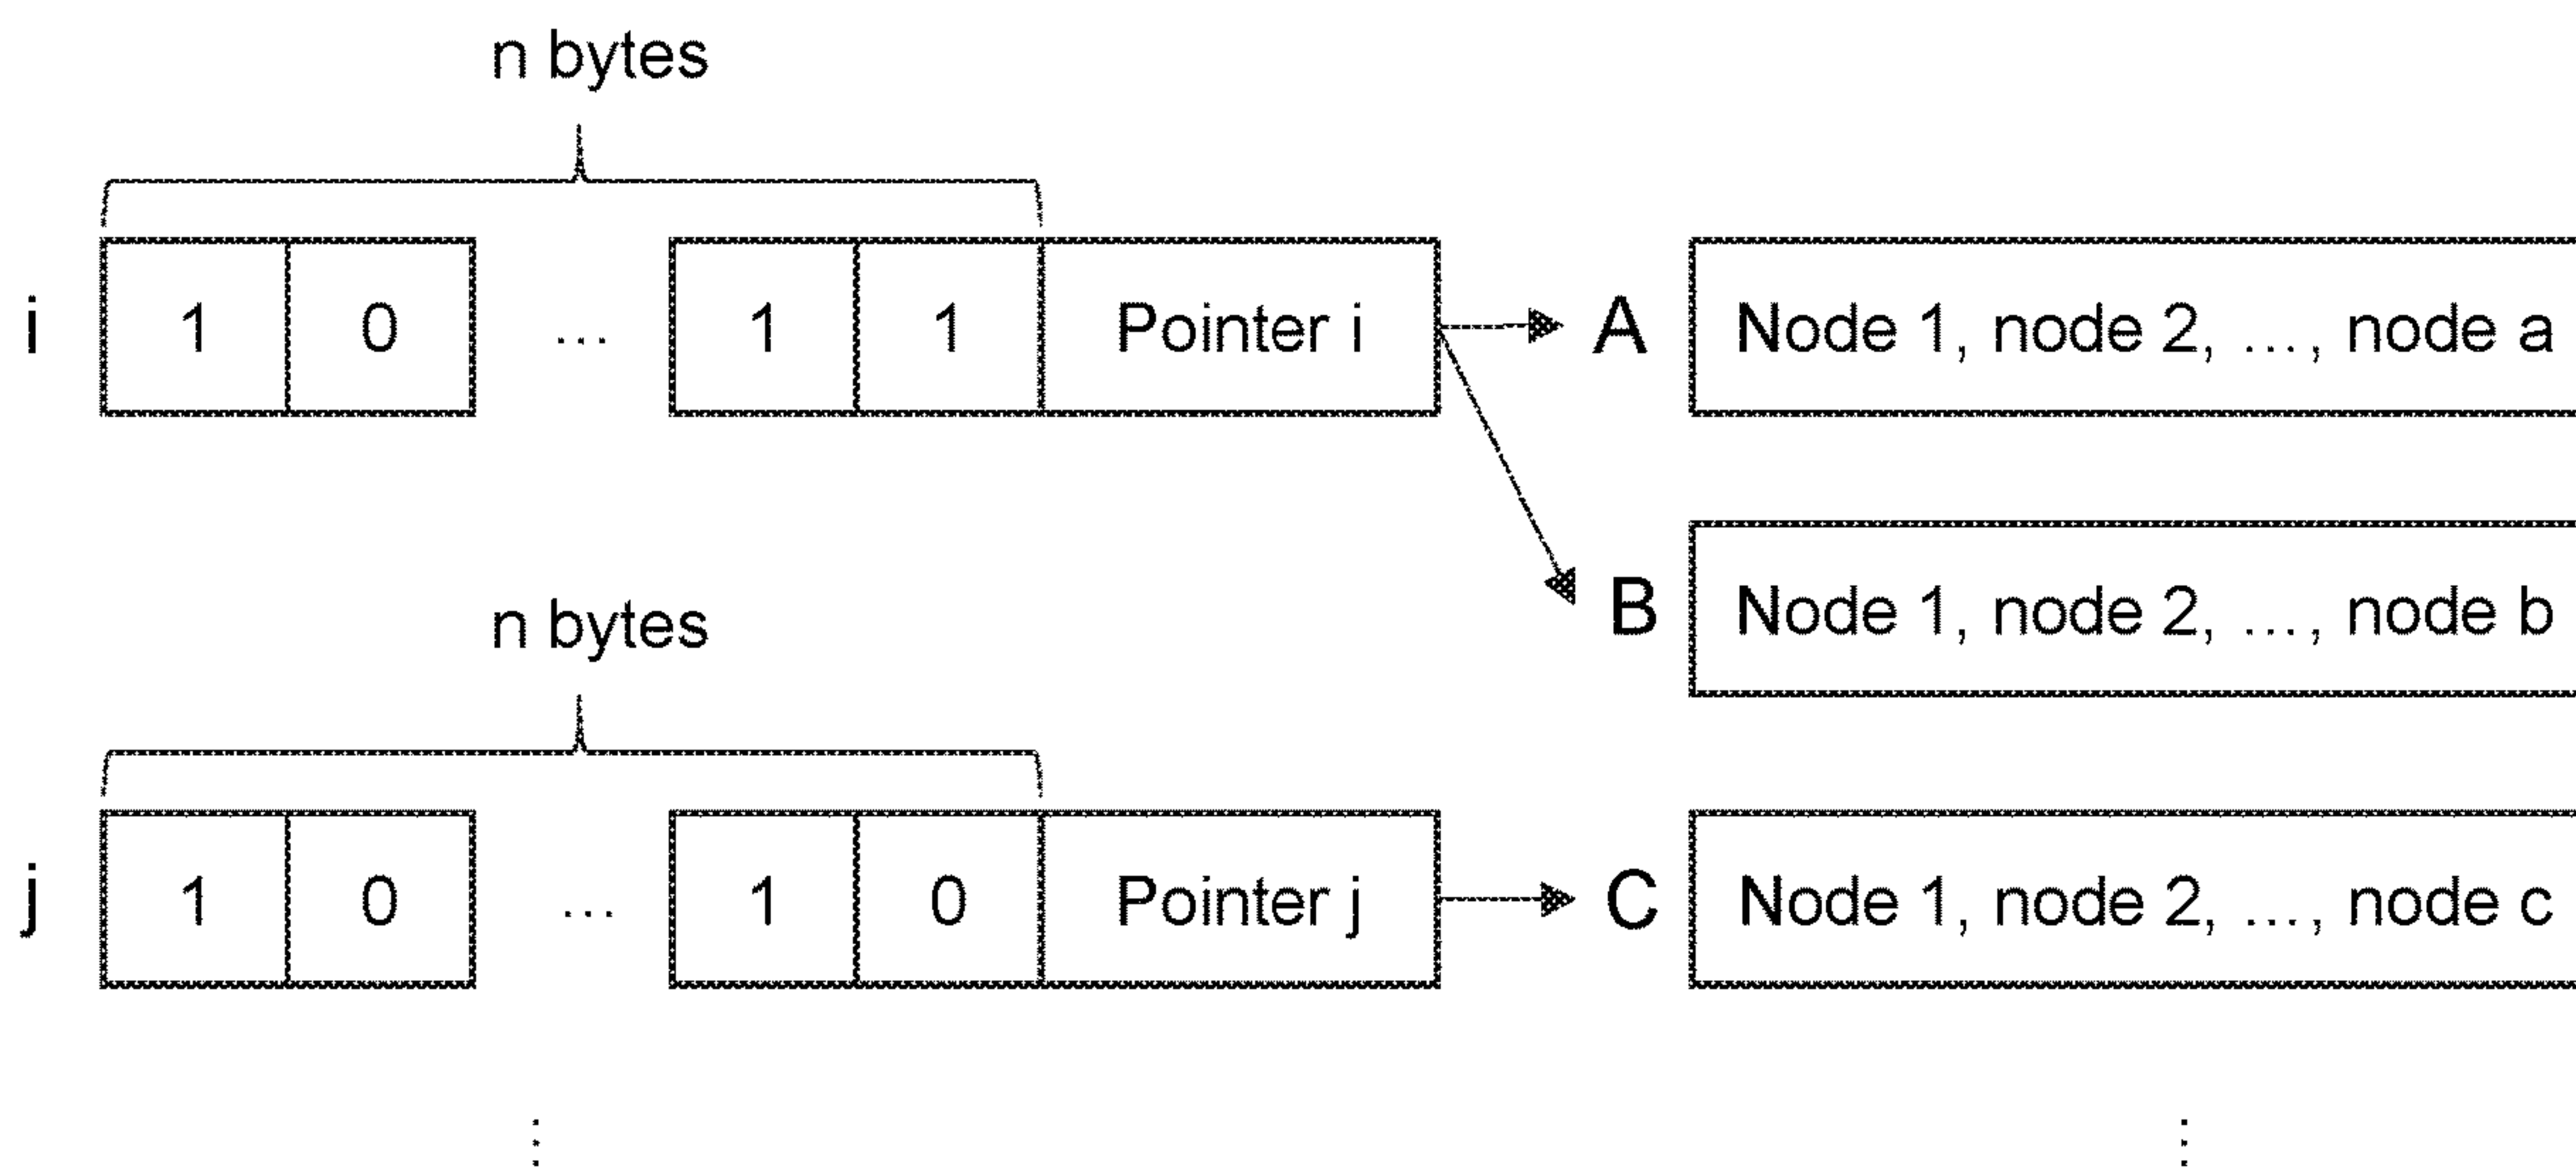 n bytes
i 1 0 ... 1 1 Pointer i A Node 1, node 2, ..., node a
B Node 1, node 2, ..., node b
n bytes
j 1 0 ... 1 0 Pointer j C Node 1, node 2, ..., node c
⋮ ⋮